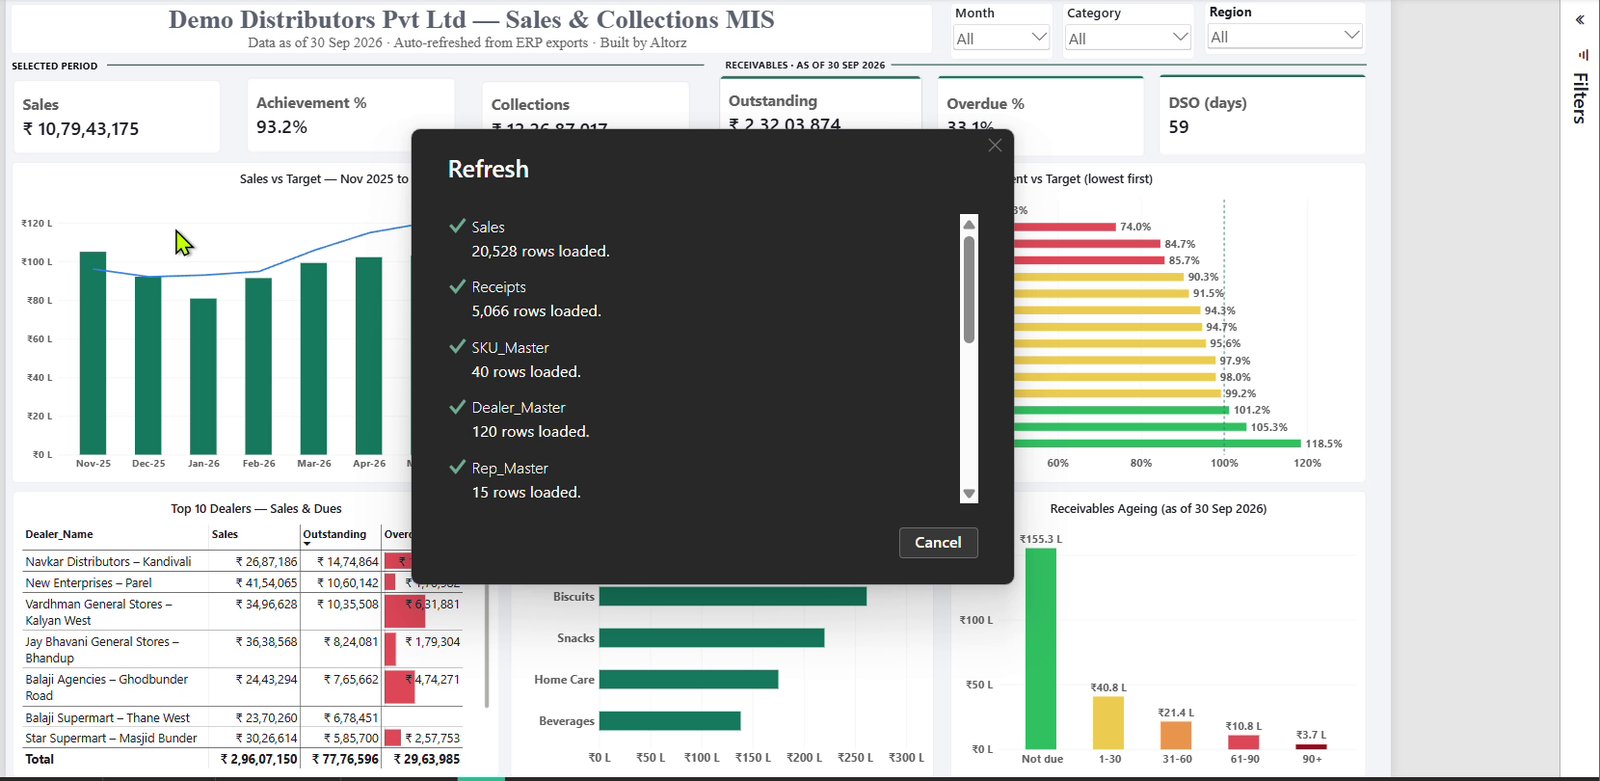 Demo Distributors Pvt Ltd — Sales & Collections MIS
Data as of 30 Sep 2026 · Auto-refreshed from ERP exports · Built by Altorz
Month
All
Category
All
Region
All
Filters
SELECTED PERIOD
RECEIVABLES · AS OF 30 SEP 2026
Sales
₹ 10,79,43,175
Achievement %
93.2%
Collections
Outstanding
₹ 2,32,03,874
Overdue %
33.1%
DSO (days)
59
Sales vs Target — Nov 2025 to
₹120 L
₹100 L
₹80 L
₹60 L
₹40 L
₹20 L
₹0 L
Nov-25
Dec-25
Jan-26
Feb-26
Mar-26
Apr-26
Refresh
Sales
20,528 rows loaded.
Receipts
5,066 rows loaded.
SKU_Master
40 rows loaded.
Dealer_Master
120 rows loaded.
Rep_Master
15 rows loaded.
Cancel
vs Target (lowest first)
74.0%
84.7%
85.7%
90.3%
91.5%
94.3%
94.7%
95.6%
97.9%
98.0%
99.2%
101.2%
105.3%
118.5%
60%
80%
100%
120%
Top 10 Dealers — Sales & Dues
Dealer_Name Sales Outstanding
Navkar Distributors – Kandivali ₹ 26,87,186 ₹ 14,74,864 ₹
New Enterprises – Parel ₹ 41,54,065 ₹ 10,60,142
Vardhman General Stores – ₹ 34,96,628 ₹ 10,35,508 ₹ 6,31,881
Kalyan West
Jay Bhavani General Stores – ₹ 36,38,568 ₹ 8,24,081 ₹ 1,79,304
Bhandup
Balaji Agencies – Ghodbunder ₹ 24,43,294 ₹ 7,65,662 ₹ 4,74,271
Road
Balaji Supermart – Thane West ₹ 23,70,260 ₹ 6,78,451
Star Supermart – Masjid Bunder ₹ 30,26,614 ₹ 5,85,700 ₹ 2,57,753
Total ₹ 2,96,07,150 ₹ 77,76,596 ₹ 29,63,985
Biscuits
Snacks
Home Care
Beverages
₹0 L
₹50 L
₹100 L
₹150 L
₹200 L
₹250 L
₹300 L
Receivables Ageing (as of 30 Sep 2026)
₹155.3 L
₹100 L
₹50 L
₹0 L
₹40.8 L
₹21.4 L
₹10.8 L
₹3.7 L
Not due
1-30
31-60
61-90
90+